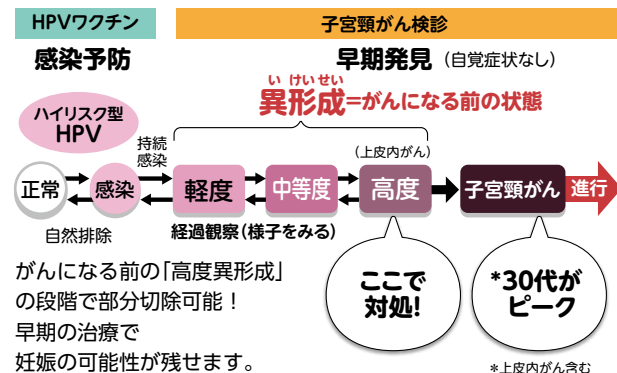 HPVワクチン
子宮頸がん検診
感染予防
早期発見（自覚症状なし）
い けいせい
異形成=がんになる前の状態
ハイリスク型
HPV
持続
感染
（上皮内がん）
正常
感染
軽度
中等度
高度
子宮頸がん
進行
自然排除
経過観察（様子をみる）
がんになる前の「高度異形成」
の段階で部分切除可能！
早期の治療で
妊娠の可能性が残せます。
ここで
対処!
*30代が
ピーク
*上皮内がん含む